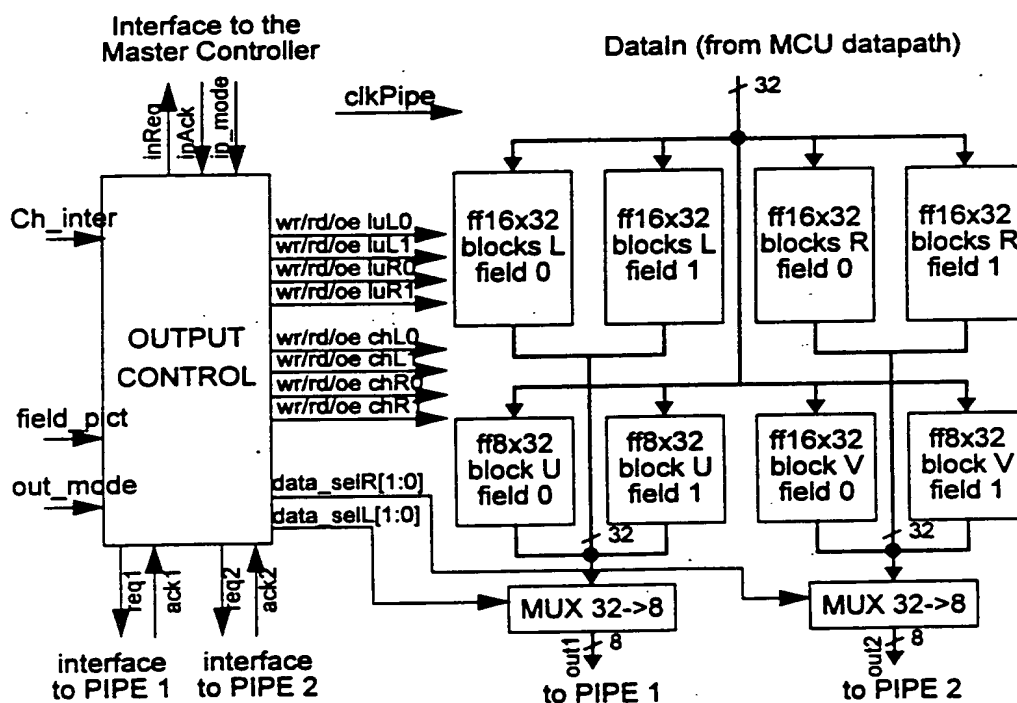 Interface to the
Master Controller
DataIn (from MCU datapath)
inReq
inAck
in_mode
clkPipe
32
Ch_inter
wr/rd/oe luL0
wr/rd/oe luL1
wr/rd/oe luR0
wr/rd/oe luR1
ff16x32
blocks L
field 0
ff16x32
blocks L
field 1
ff16x32
blocks R
field 0
ff16x32
blocks R
field 1
OUTPUT
CONTROL
wr/rd/oe chL0
wr/rd/oe chL1
wr/rd/oe chR0
wr/rd/oe chR1
field_pict
out_mode
ff8x32
block U
field 0
ff8x32
block U
field 1
ff16x32
block V
field 0
ff8x32
block V
field 1
data_selR[1:0]
data_selL[1:0]
32
32
req1
ack1
req2
ack2
MUX 32->8
MUX 32->8
out1
8
out2
8
interface
to PIPE 1
interface
to PIPE 2
to PIPE 1
to PIPE 2